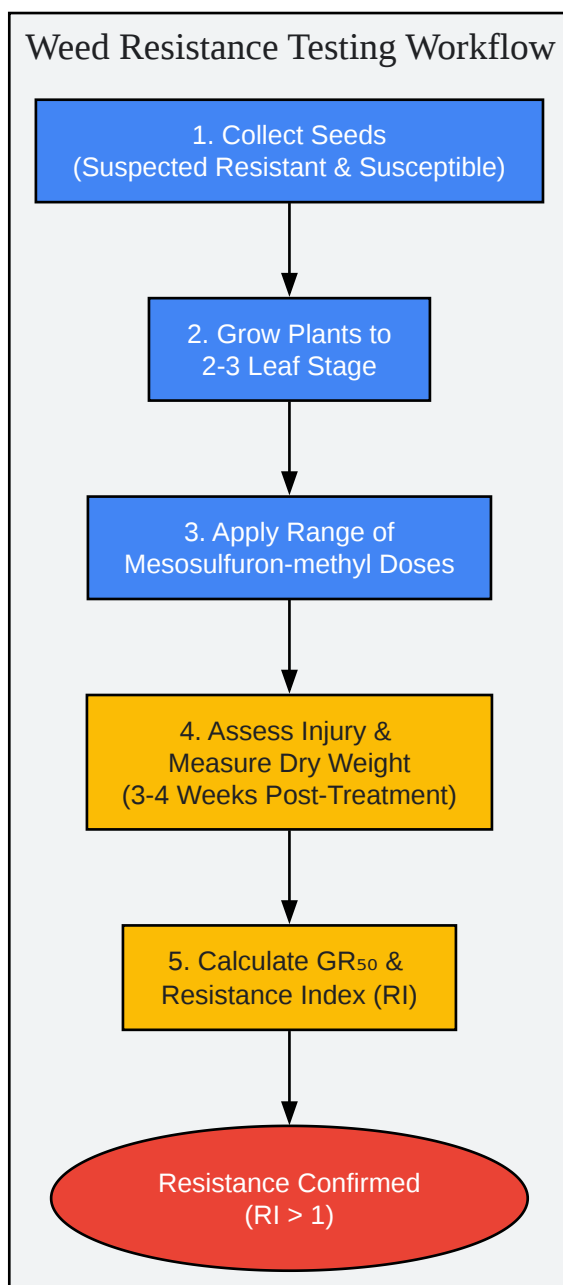 Weed Resistance Testing Workflow
1. Collect Seeds
(Suspected Resistant & Susceptible)
2. Grow Plants to
2-3 Leaf Stage
3. Apply Range of
Mesosulfuron-methyl Doses
4. Assess Injury &
Measure Dry Weight
(3-4 Weeks Post-Treatment)
5. Calculate GR₅₀ &
Resistance Index (RI)
Resistance Confirmed
(RI > 1)